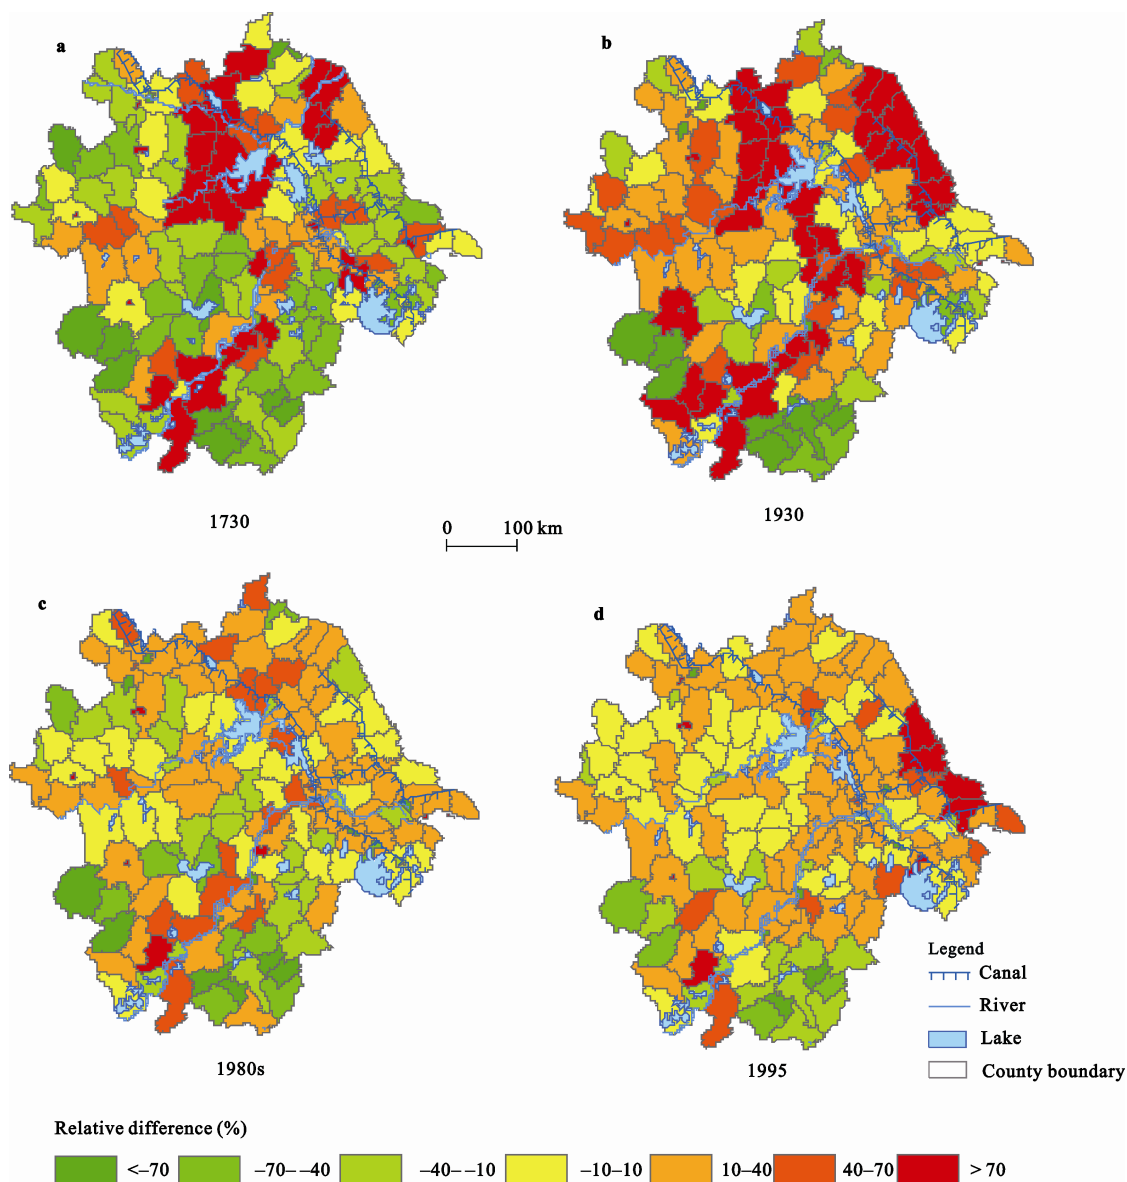 a
b
1730
1930
0 100 km
c
d
1980s
1995
Legend
Canal
River
Lake
County boundary
Relative difference (%)
<–70 –70– –40 –40– –10 –10–10 10–40 40–70 > 70